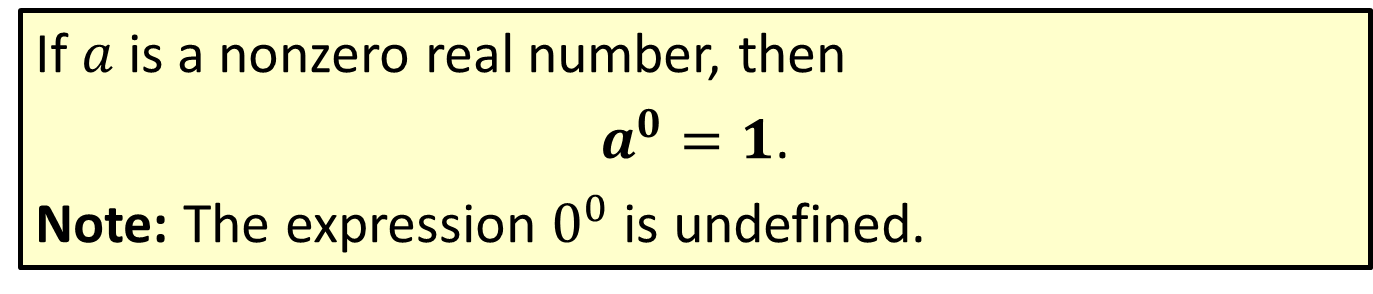 If 𝑎 is a nonzero real number, then
𝒂⁰ = 𝟏.
Note: The expression 0⁰ is undefined.